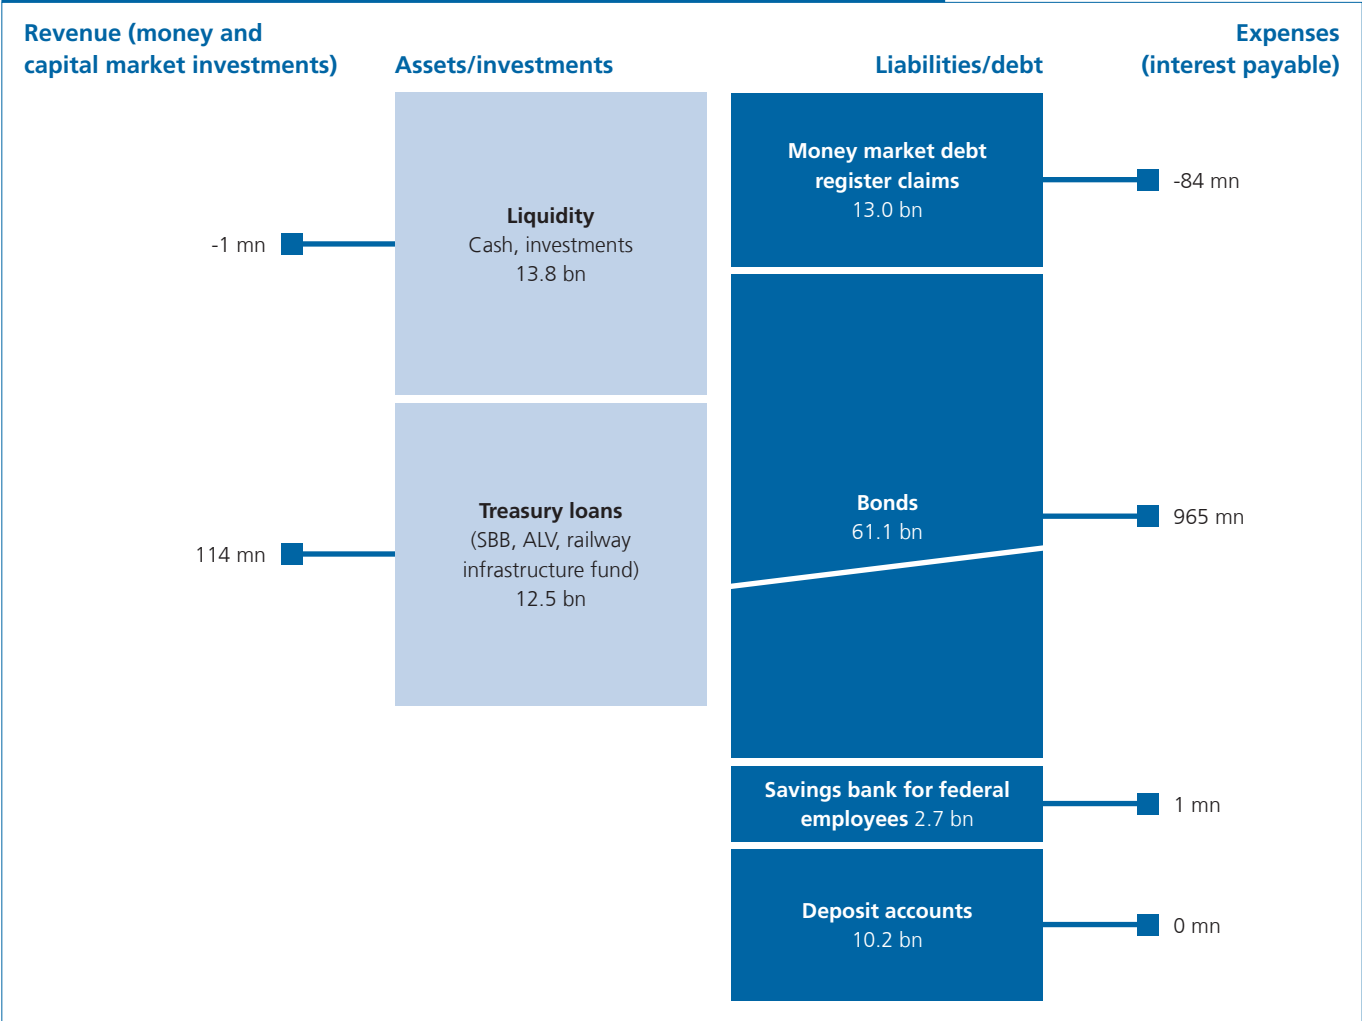 Revenue (money and
capital market investments)
Assets/investments
Liabilities/debt
Expenses
(interest payable)
-1 mn
Liquidity
Cash, investments
13.8 bn
114 mn
Treasury loans
(SBB, ALV, railway
infrastructure fund)
12.5 bn
Money market debt
register claims
13.0 bn
-84 mn
Bonds
61.1 bn
965 mn
Savings bank for federal
employees 2.7 bn
1 mn
Deposit accounts
10.2 bn
0 mn